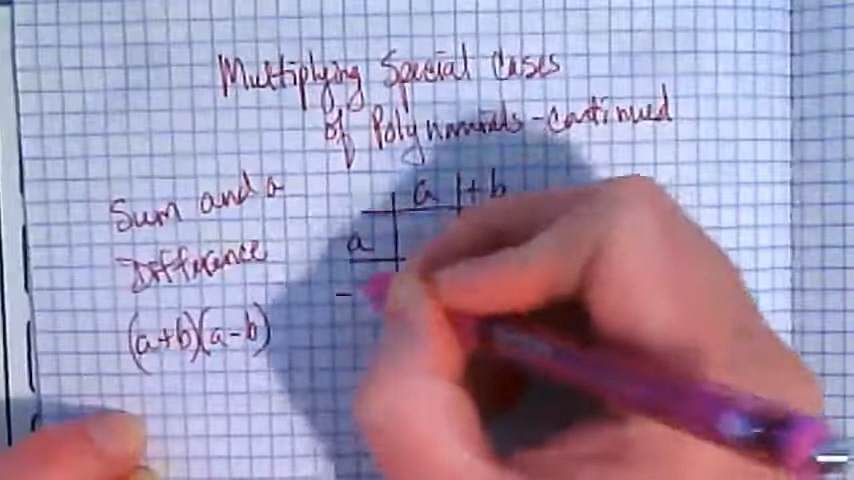 Multiplying Special Cases
of Polynomials-continued
Sum and a
Difference
(a+b)(a-b)
a +b
a
-